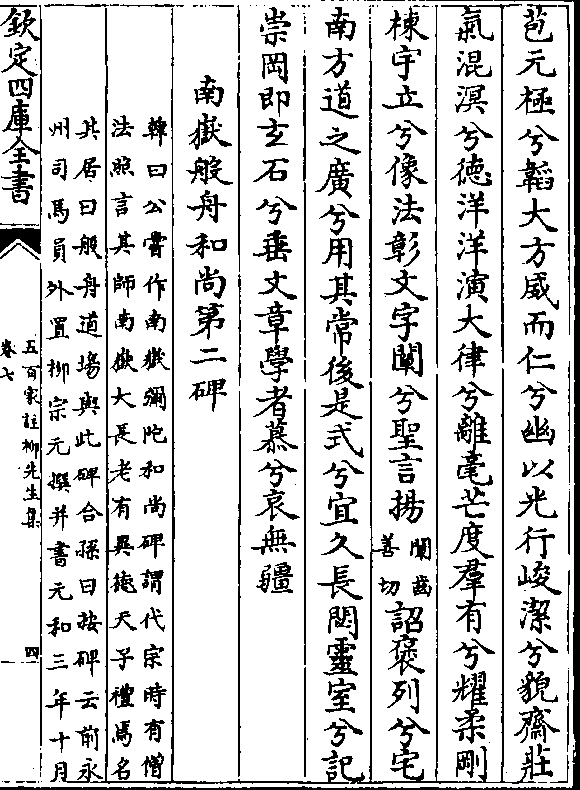 苞元極兮韜大方威而仁兮幽以光行峻潔兮貌齋莊
氣混溟兮德洋洋演大律兮離毫芒度羣有兮耀柔剛
棟宇立兮像法彰文字闡兮聖言揚闡齒善切詔褒列兮宅
南方道之廣兮用其常後是式兮宜久長閟靈室兮記
崇岡即玄石兮垂文章學者慕兮哀無疆
南嶽般舟和尚第二碑
韓曰公嘗作南嶽彌陀和尚碑謂代宗時有僧
法照言其師南嶽大長老有異徳天子禮焉名
其居曰般舟道場與此碑合孫曰按碑云前永
州司馬員外置栁宗元撰并書元和三年十月
欽定四庫全書
五百家註栁先生集
卷七
四